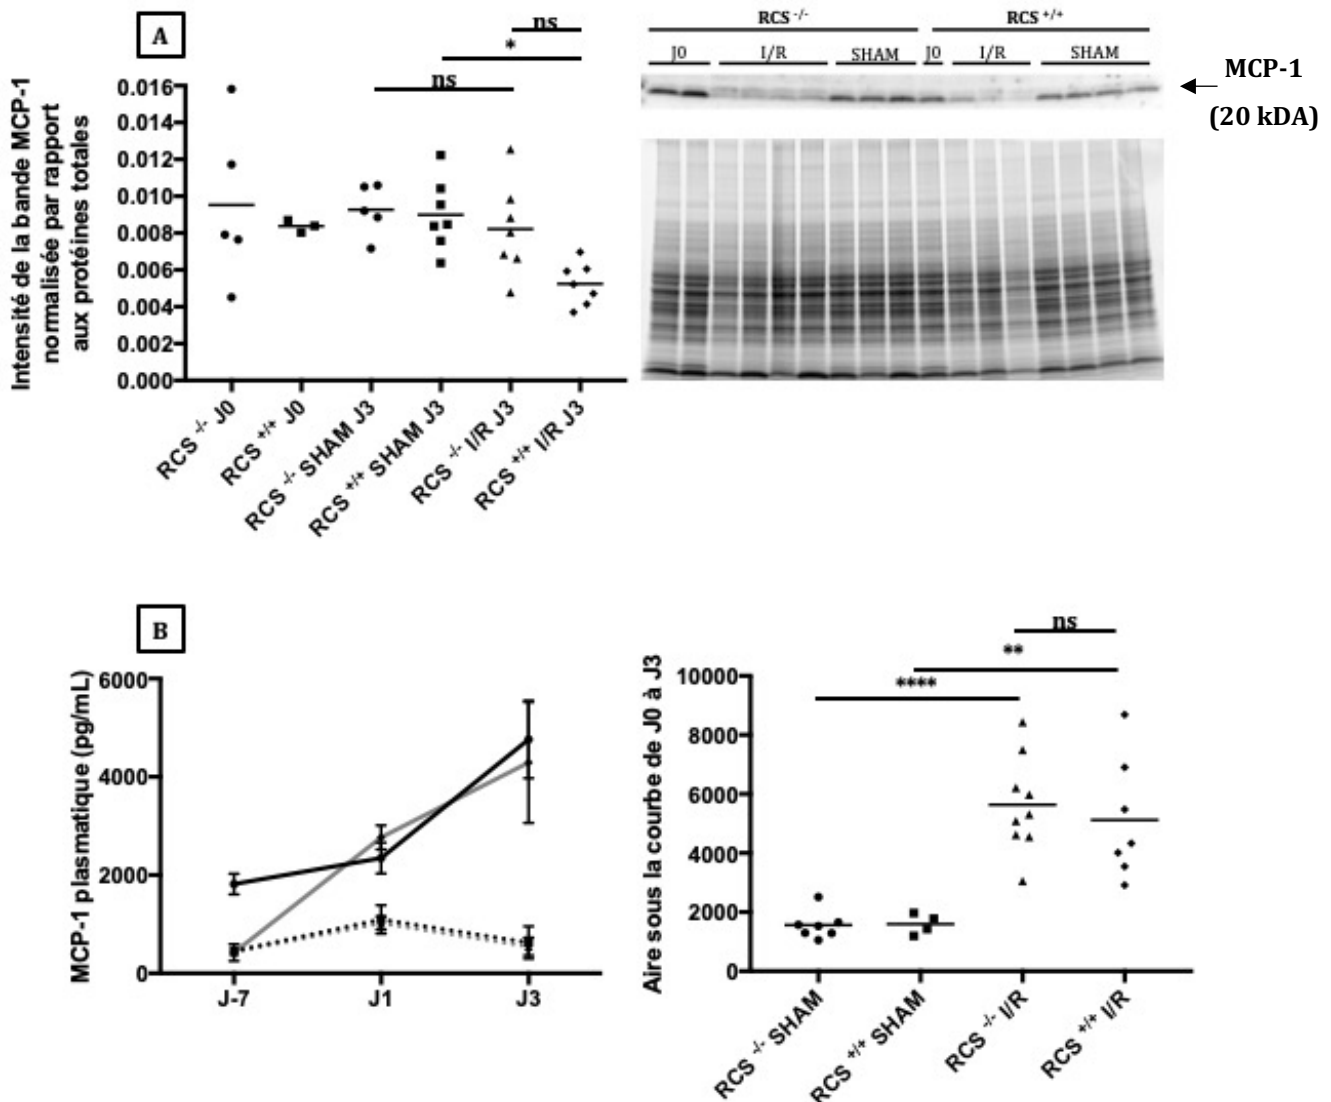 A
ns
*
ns
Intensité de la bande MCP-1
normalisée par rapport
aux protéines totales
0.016
0.014
0.012
0.010
0.008
0.006
0.004
0.002
0.000
RCS -/- J0
RCS +/+ J0
RCS -/- SHAM J3
RCS +/+ SHAM J3
RCS -/- I/R J3
RCS +/+ I/R J3
RCS -/- RCS +/+
J0 I/R SHAM J0 I/R SHAM
MCP-1
(20 kDA)
B
MCP-1 plasmatique (pg/mL)
6000
4000
2000
0
J-7 J1 J3
ns
**
****
Aire sous la courbe de J0 à J3
10000
8000
6000
4000
2000
0
RCS -/- SHAM
RCS +/+ SHAM
RCS -/- I/R
RCS +/+ I/R